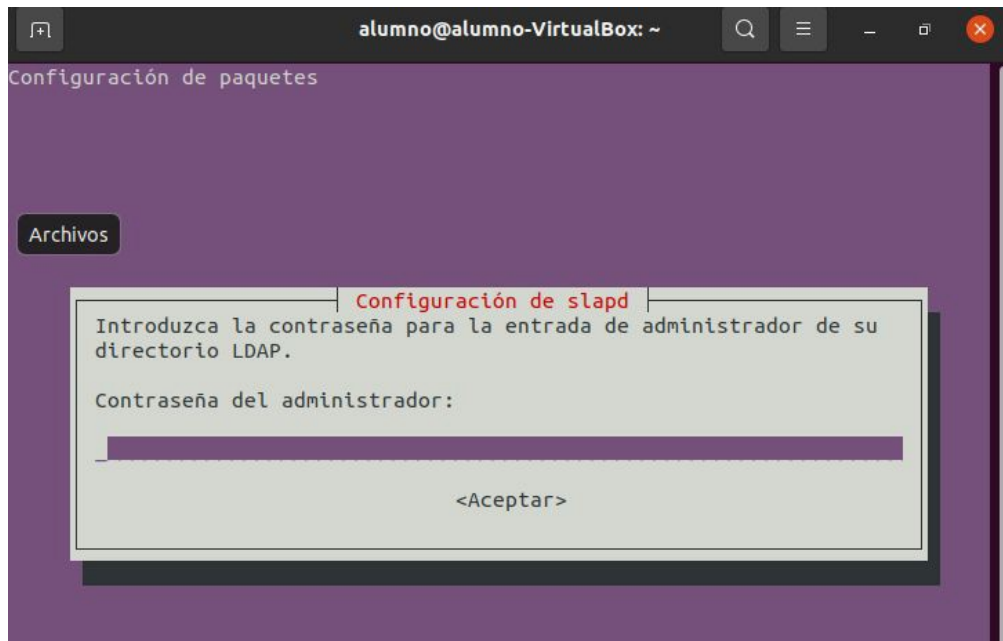 alumno@alumno-VirtualBox: ~
Configuración de paquetes
Archivos
Configuración de slapd
Introduzca la contraseña para la entrada de administrador de su
directorio LDAP.
Contraseña del administrador:
_
<Aceptar>